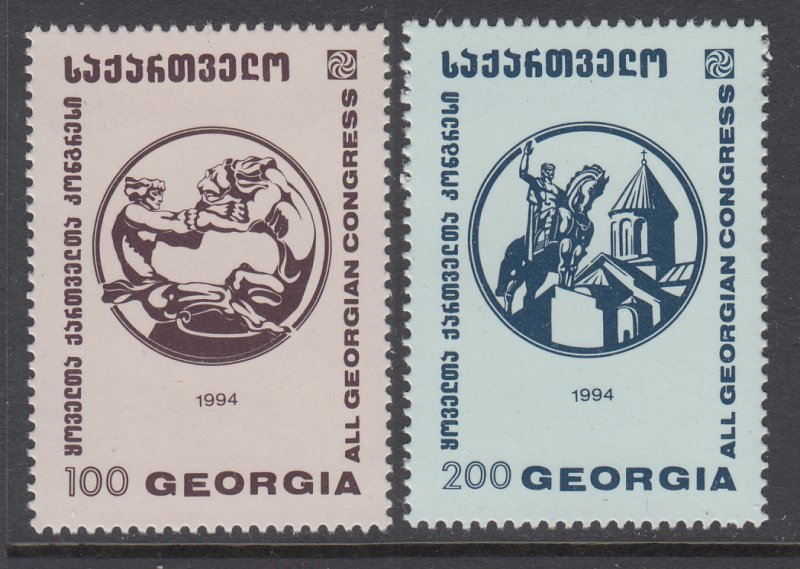 საქართველო
ყოველთა ქართველთა კონგრესი
ALL GEORGIAN CONGRESS
1994
100 GEORGIA
საქართველო
ყოველთა ქართველთა კონგრესი
ALL GEORGIAN CONGRESS
1994
200 GEORGIA